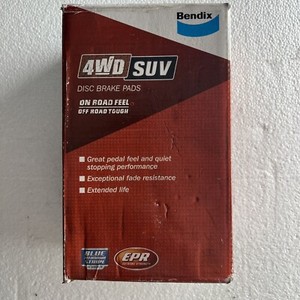 Bendix
4WD SUV
DISC BRAKE PADS
ON ROAD FEEL
OFF ROAD TOUGH
Great pedal feel and quiet
stopping performance
Exceptional fade resistance
Extended life
BLUE
EPR